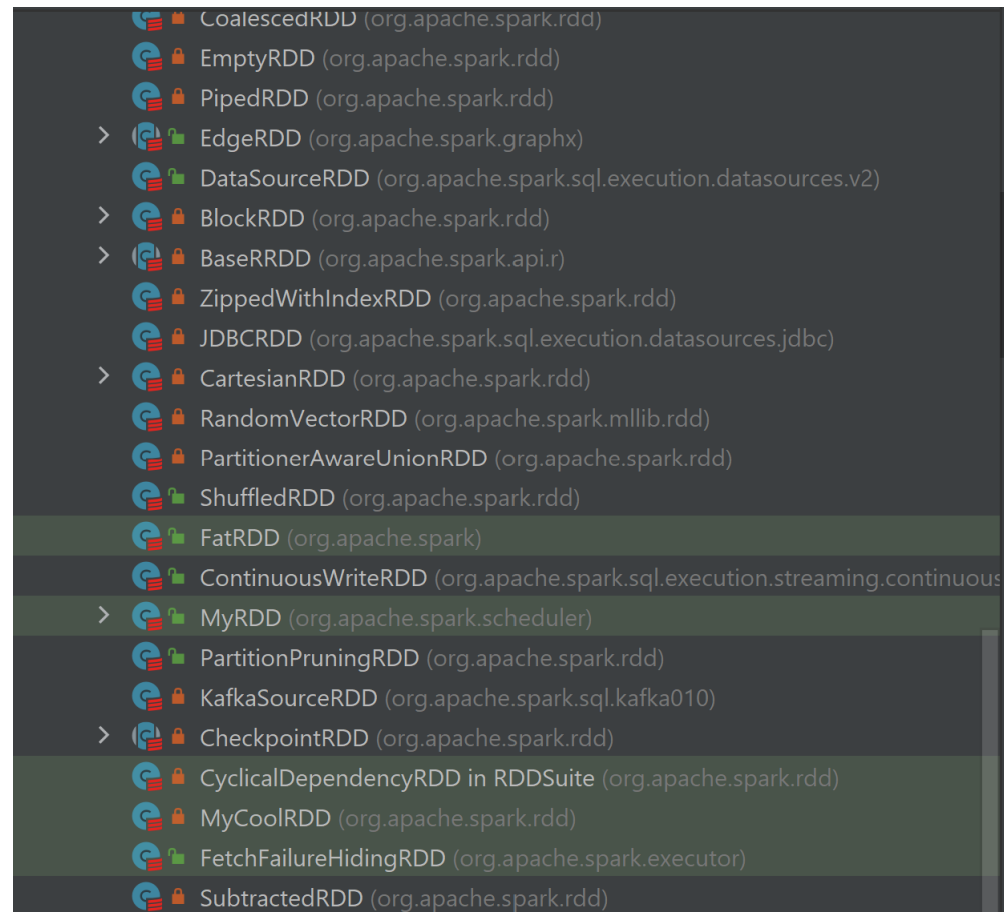 CoalescedRDD (org.apache.spark.rdd)
EmptyRDD (org.apache.spark.rdd)
PipedRDD (org.apache.spark.rdd)
EdgeRDD (org.apache.spark.graphx)
DataSourceRDD (org.apache.spark.sql.execution.datasources.v2)
BlockRDD (org.apache.spark.rdd)
BaseRRDD (org.apache.spark.api.r)
ZippedWithIndexRDD (org.apache.spark.rdd)
JDBCRDD (org.apache.spark.sql.execution.datasources.jdbc)
CartesianRDD (org.apache.spark.rdd)
RandomVectorRDD (org.apache.spark.mllib.rdd)
PartitionerAwareUnionRDD (org.apache.spark.rdd)
ShuffledRDD (org.apache.spark.rdd)
FatRDD (org.apache.spark)
ContinuousWriteRDD (org.apache.spark.sql.execution.streaming.continuous
MyRDD (org.apache.spark.scheduler)
PartitionPruningRDD (org.apache.spark.rdd)
KafkaSourceRDD (org.apache.spark.sql.kafka010)
CheckpointRDD (org.apache.spark.rdd)
CyclicalDependencyRDD in RDDSuite (org.apache.spark.rdd)
MyCoolRDD (org.apache.spark.rdd)
FetchFailureHidingRDD (org.apache.spark.executor)
SubtractedRDD (org.apache.spark.rdd)